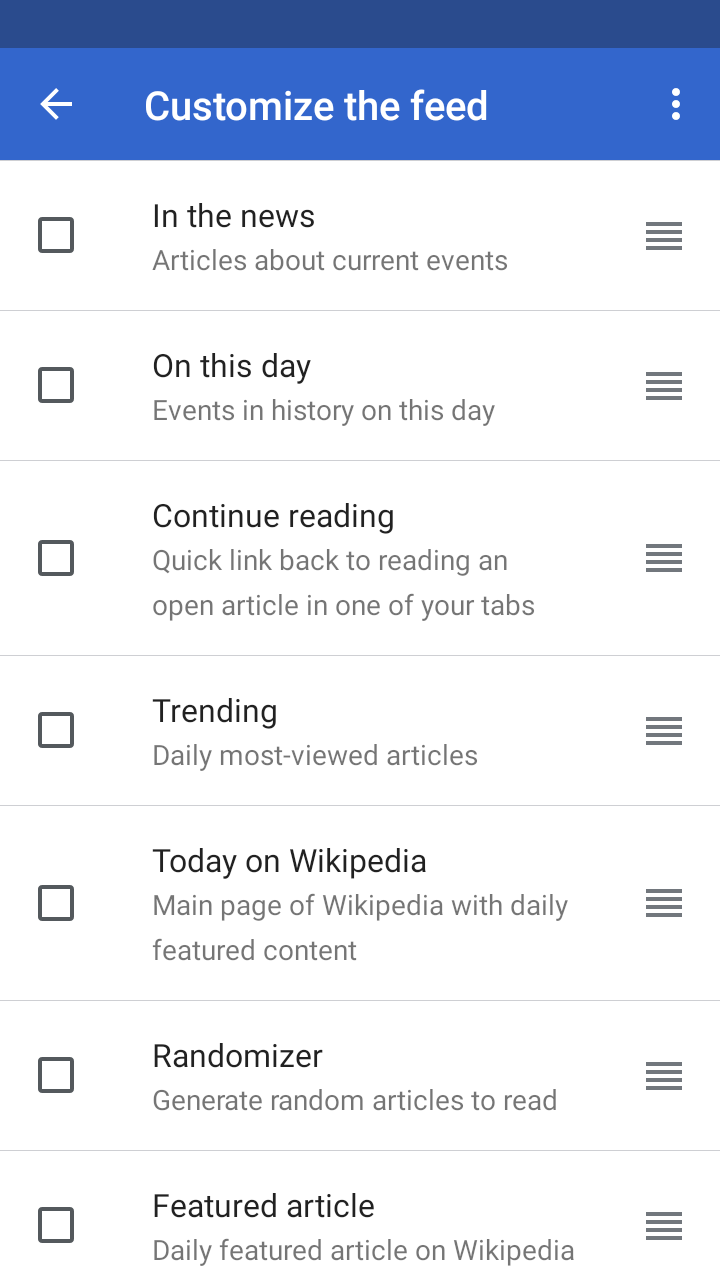 Customize the feed
In the news
Articles about current events
On this day
Events in history on this day
Continue reading
Quick link back to reading an
open article in one of your tabs
Trending
Daily most-viewed articles
Today on Wikipedia
Main page of Wikipedia with daily
featured content
Randomizer
Generate random articles to read
Featured article
Daily featured article on Wikipedia